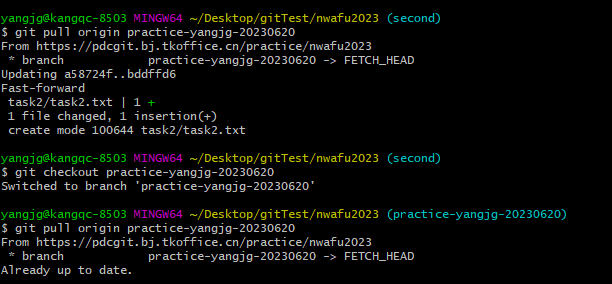 yangjg@kangqc-8503 MINGW64 ~/Desktop/gitTest/nwafu2023 (second)
$ git pull origin practice-yangjg-20230620
From https://pdcgit.bj.tkoffice.cn/practice/nwafu2023
 * branch            practice-yangjg-20230620 -> FETCH_HEAD
Updating a58724f..bddffd6
Fast-forward
 task2/task2.txt | 1 +
 1 file changed, 1 insertion(+)
 create mode 100644 task2/task2.txt

yangjg@kangqc-8503 MINGW64 ~/Desktop/gitTest/nwafu2023 (second)
$ git checkout practice-yangjg-20230620
Switched to branch 'practice-yangjg-20230620'

yangjg@kangqc-8503 MINGW64 ~/Desktop/gitTest/nwafu2023 (practice-yangjg-20230620)
$ git pull origin practice-yangjg-20230620
From https://pdcgit.bj.tkoffice.cn/practice/nwafu2023
 * branch            practice-yangjg-20230620 -> FETCH_HEAD
Already up to date.